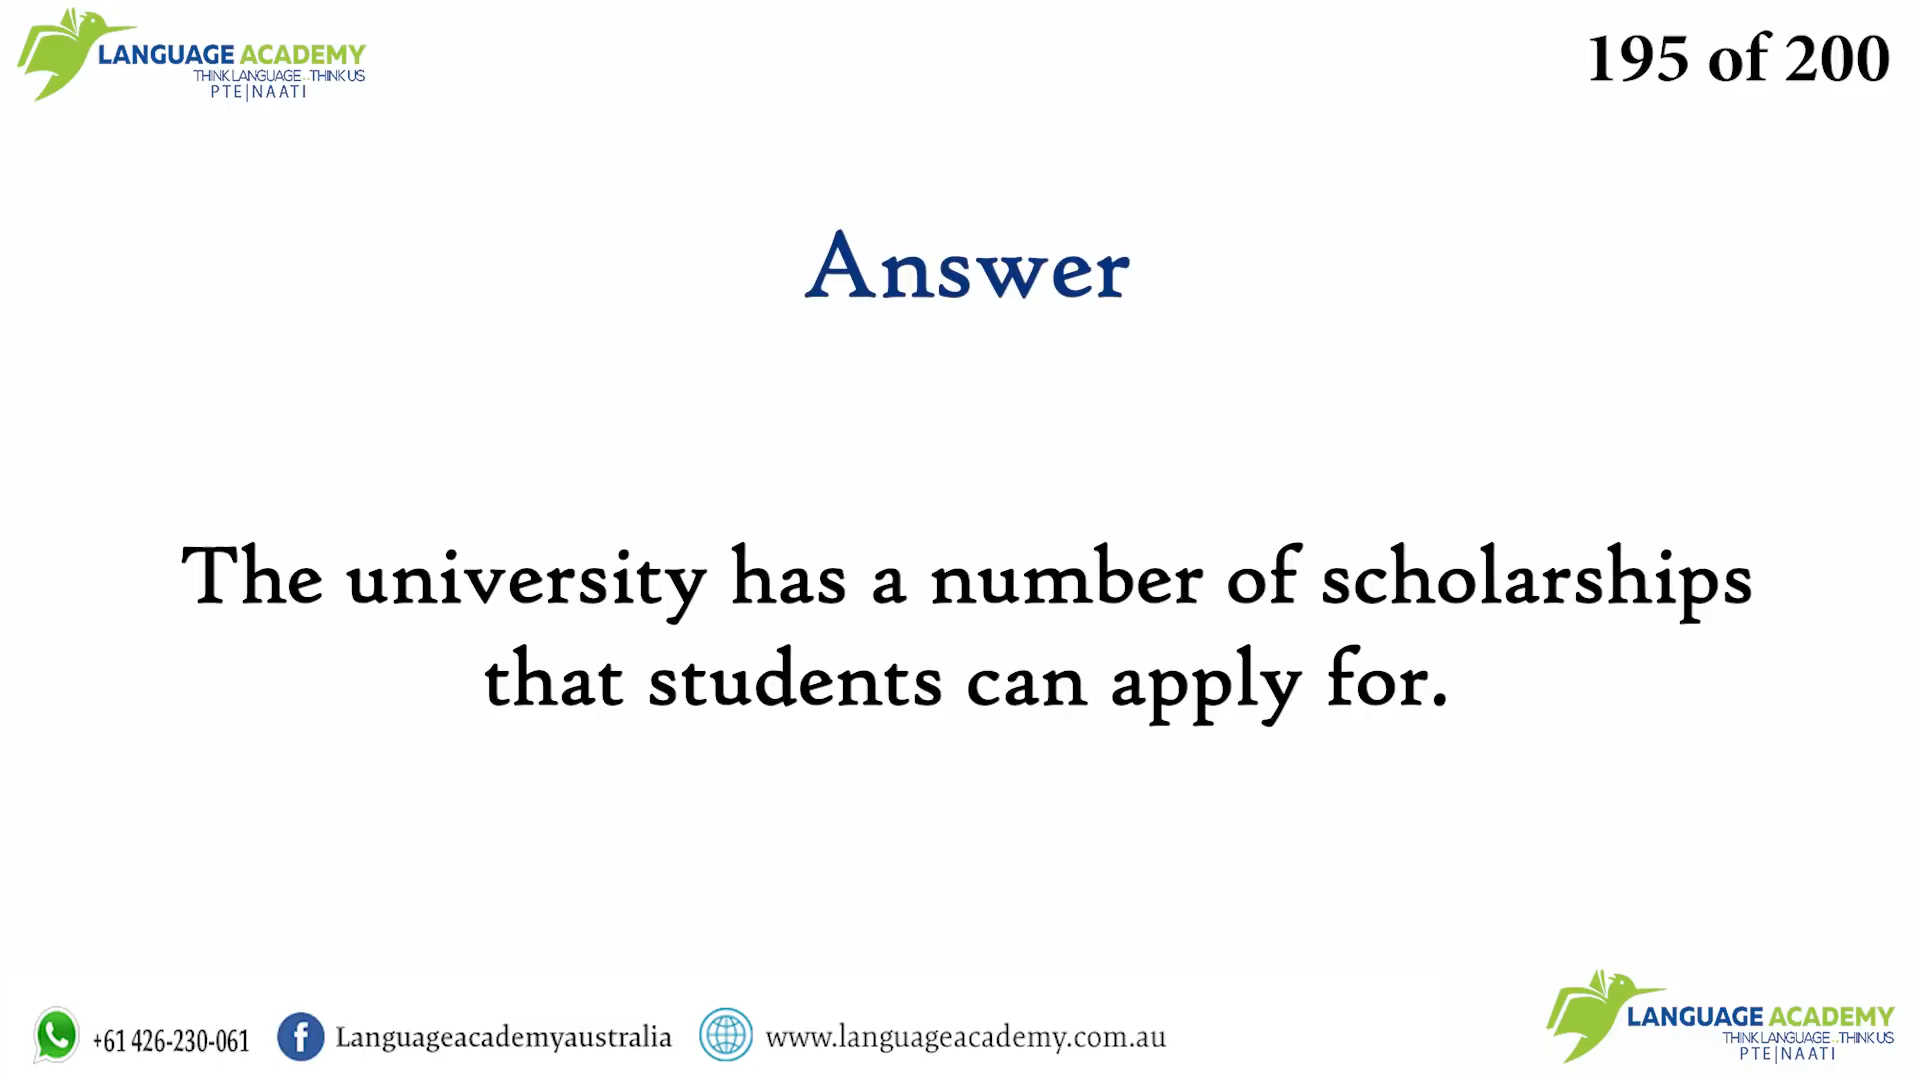 LANGUAGE ACADEMY
THINK LANGUAGE..THINK US
PTE|NAATI
195 of 200
Answer
The university has a number of scholarships
that students can apply for.
+61 426-230-061
Languageacademyaustralia
www.languageacademy.com.au
LANGUAGE ACADEMY
THINK LANGUAGE..THINK US
PTE|NAATI